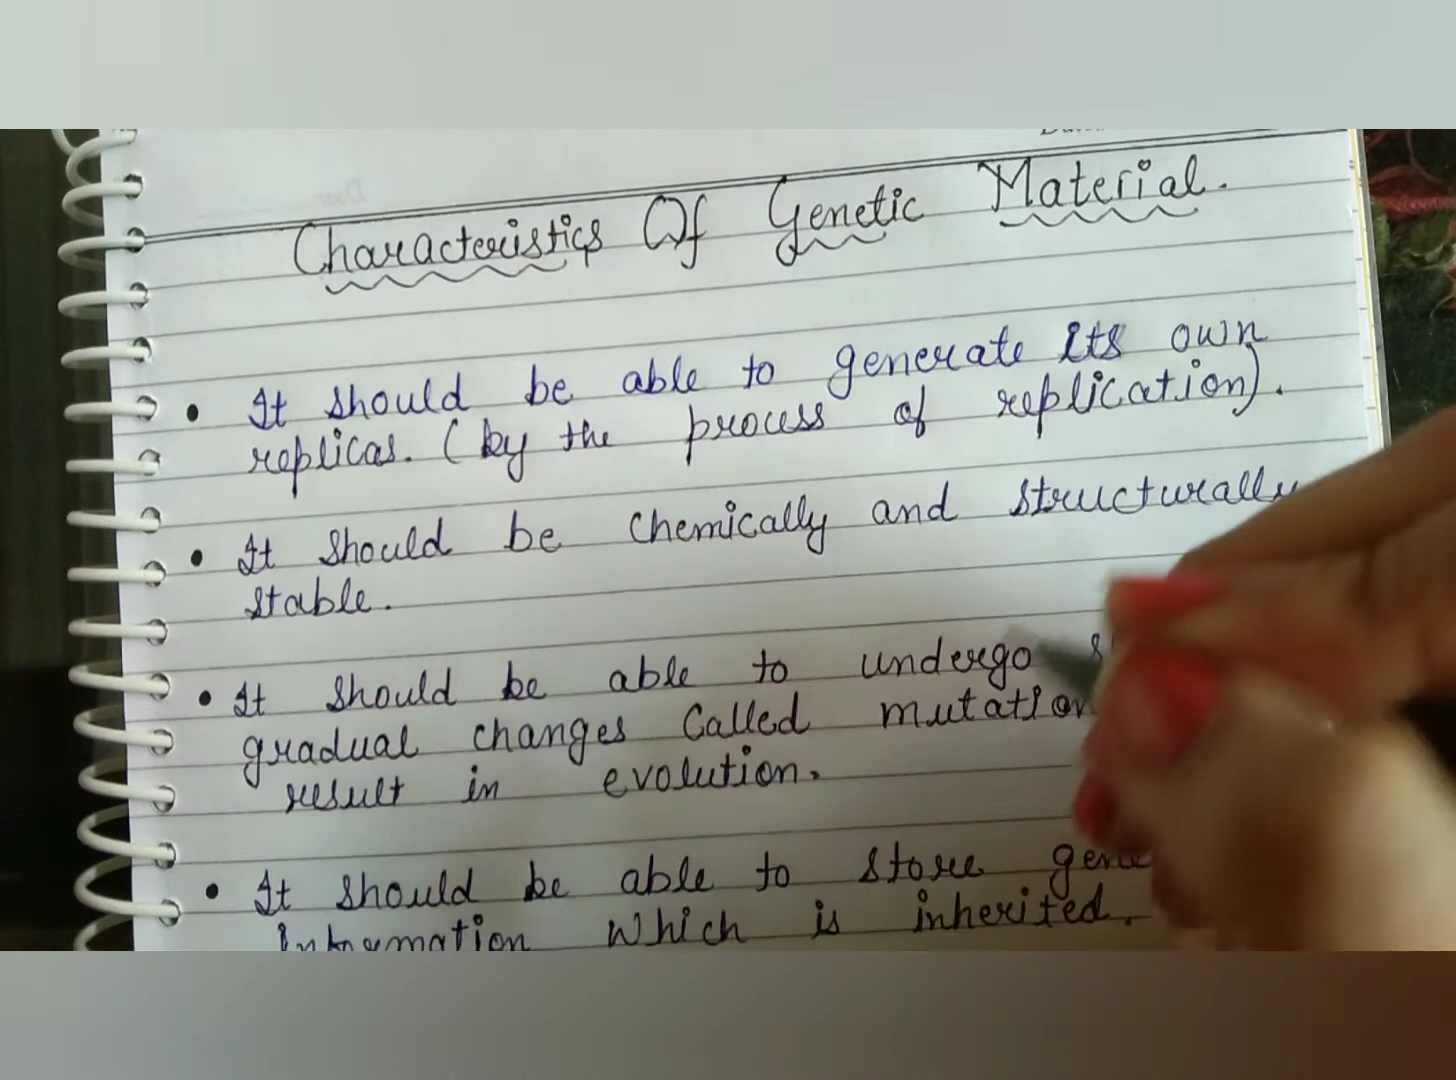 Characteristics Of Genetic Material.
• It should be able to generate its own
replicas. (by the process of replication).
• It should be chemically and structurally
stable.
• It should be able to undergo
gradual changes called mutation
result in evolution.
• It should be able to store
information which is inherited.